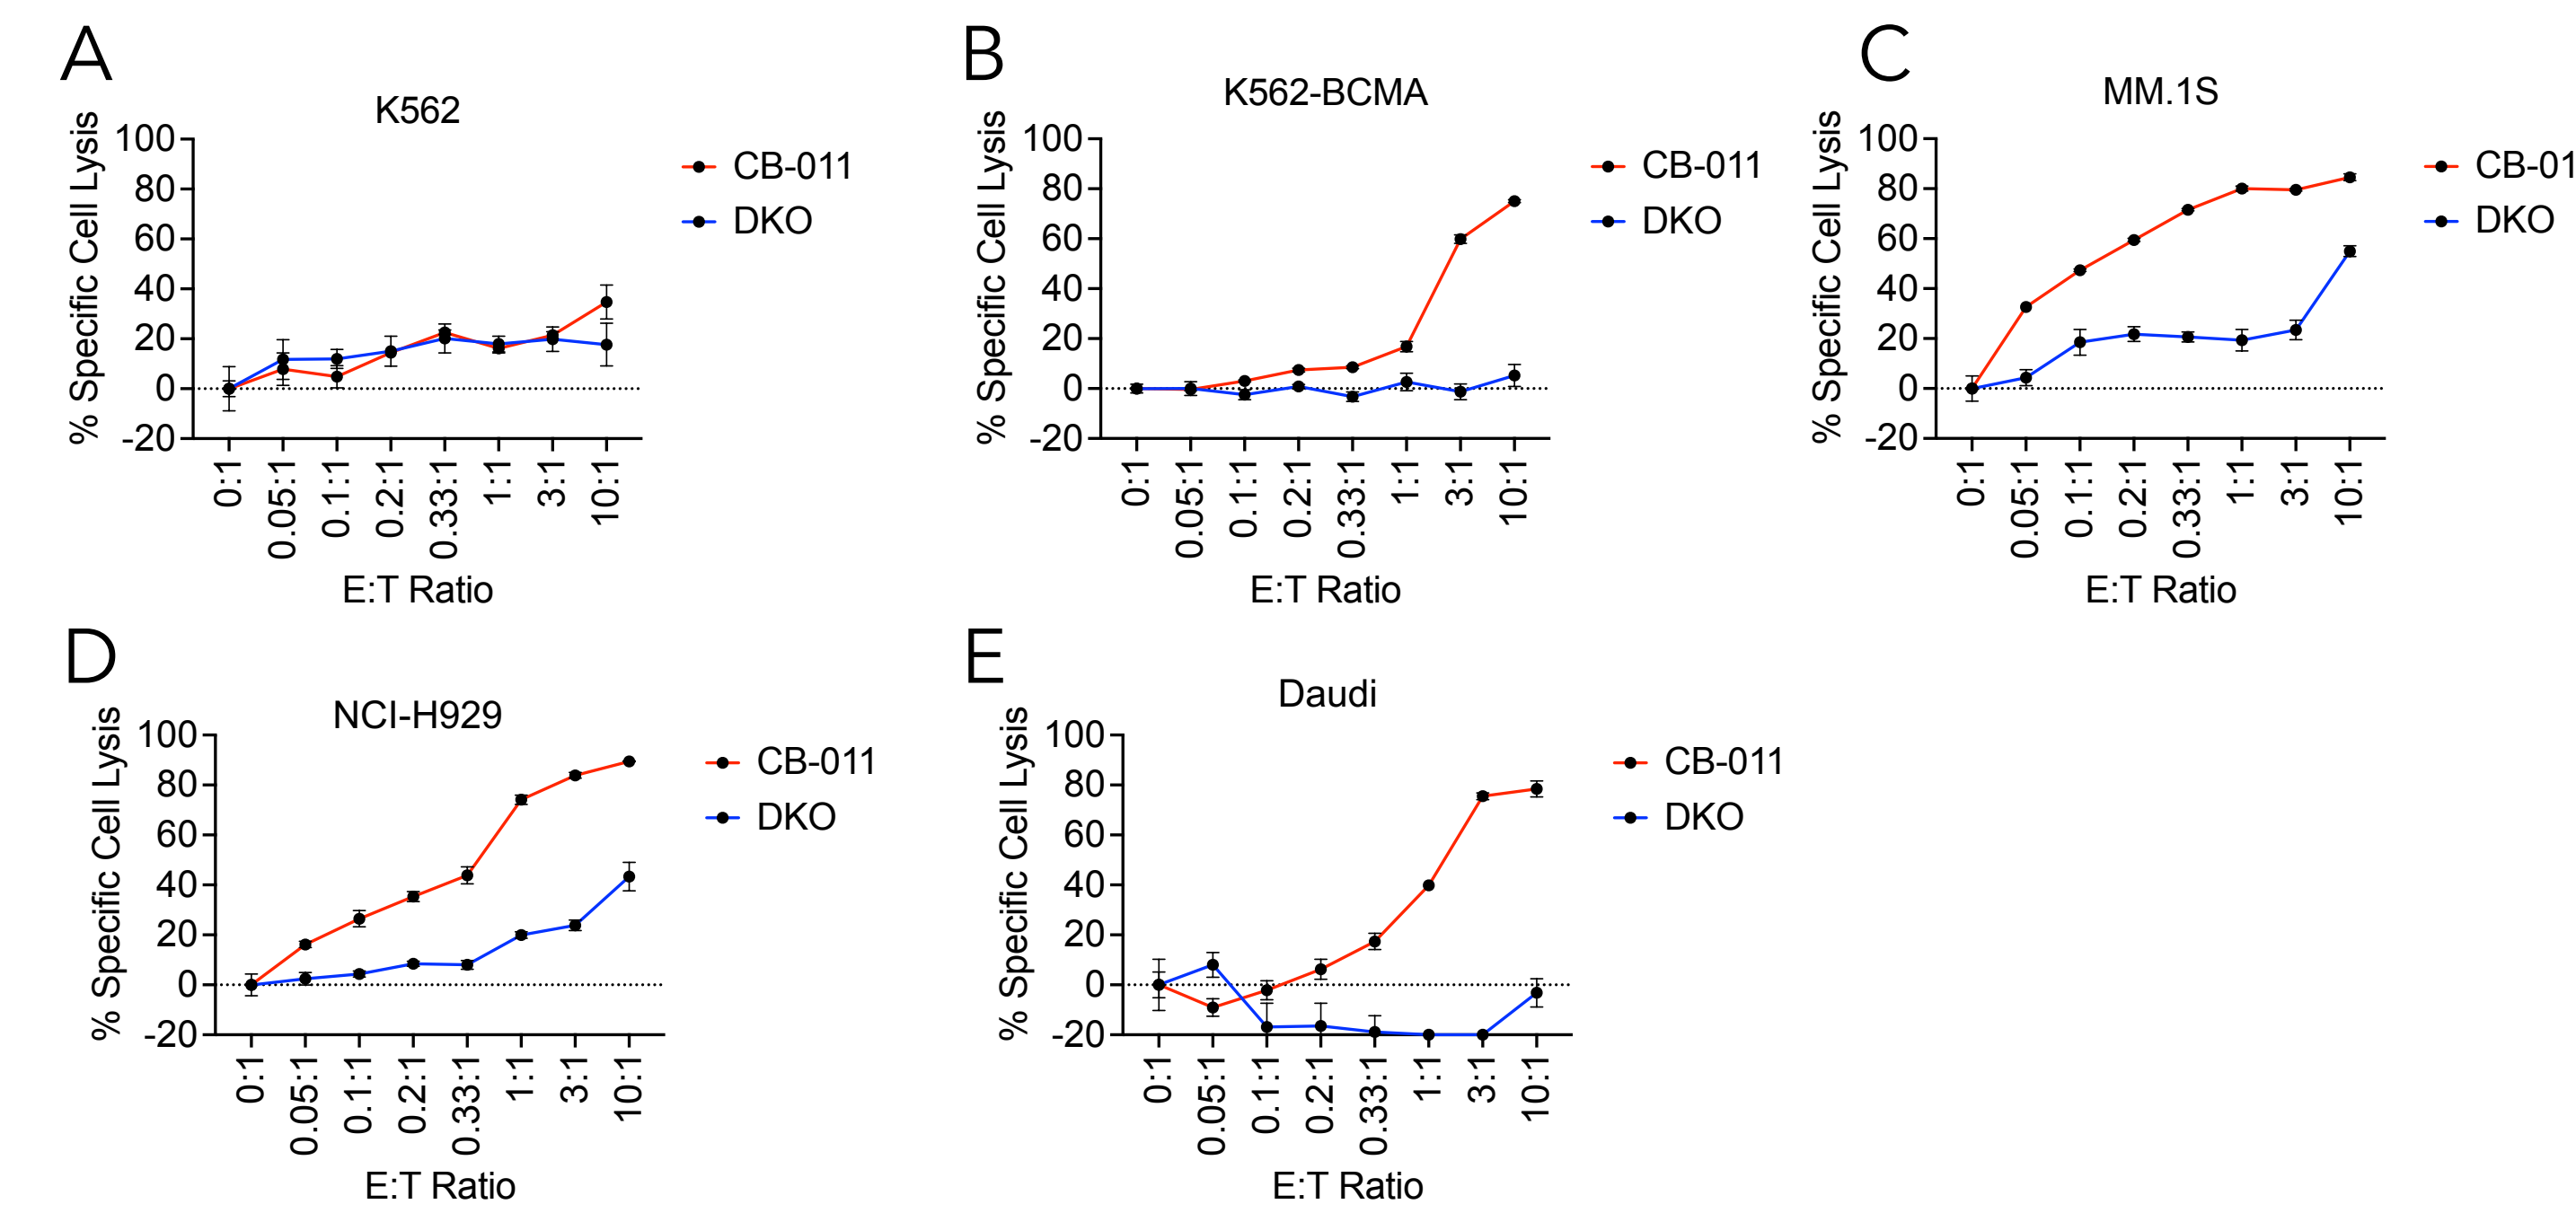 A
K562
% Specific Cell Lysis
100
80
60
40
20
0
-20
0:1
0.05:1
0.1:1
0.2:1
0.33:1
1:1
3:1
10:1
E:T Ratio
CB-011
DKO
B
K562-BCMA
% Specific Cell Lysis
100
80
60
40
20
0
-20
0:1
0.05:1
0.1:1
0.2:1
0.33:1
1:1
3:1
10:1
E:T Ratio
CB-011
DKO
C
MM.1S
% Specific Cell Lysis
100
80
60
40
20
0
-20
0:1
0.05:1
0.1:1
0.2:1
0.33:1
1:1
3:1
10:1
E:T Ratio
CB-01
DKO
D
NCI-H929
% Specific Cell Lysis
100
80
60
40
20
0
-20
0:1
0.05:1
0.1:1
0.2:1
0.33:1
1:1
3:1
10:1
E:T Ratio
CB-011
DKO
E
Daudi
% Specific Cell Lysis
100
80
60
40
20
0
-20
0:1
0.05:1
0.1:1
0.2:1
0.33:1
1:1
3:1
10:1
E:T Ratio
CB-011
DKO